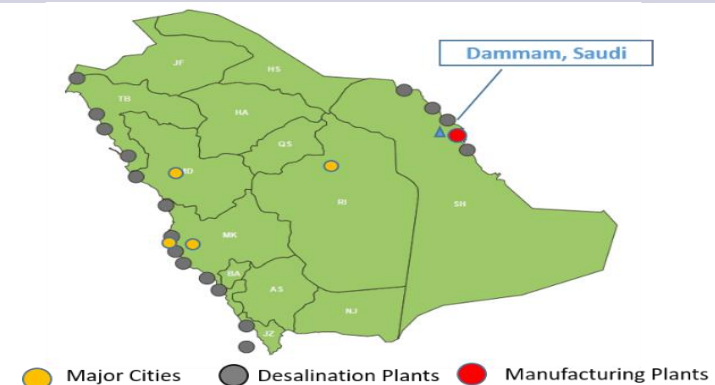 Dammam, Saudi
JF
HS
TB
HA
QS
MD
RI
SH
MK
BA
AS
NJ
JZ
Major Cities Desalination Plants Manufacturing Plants